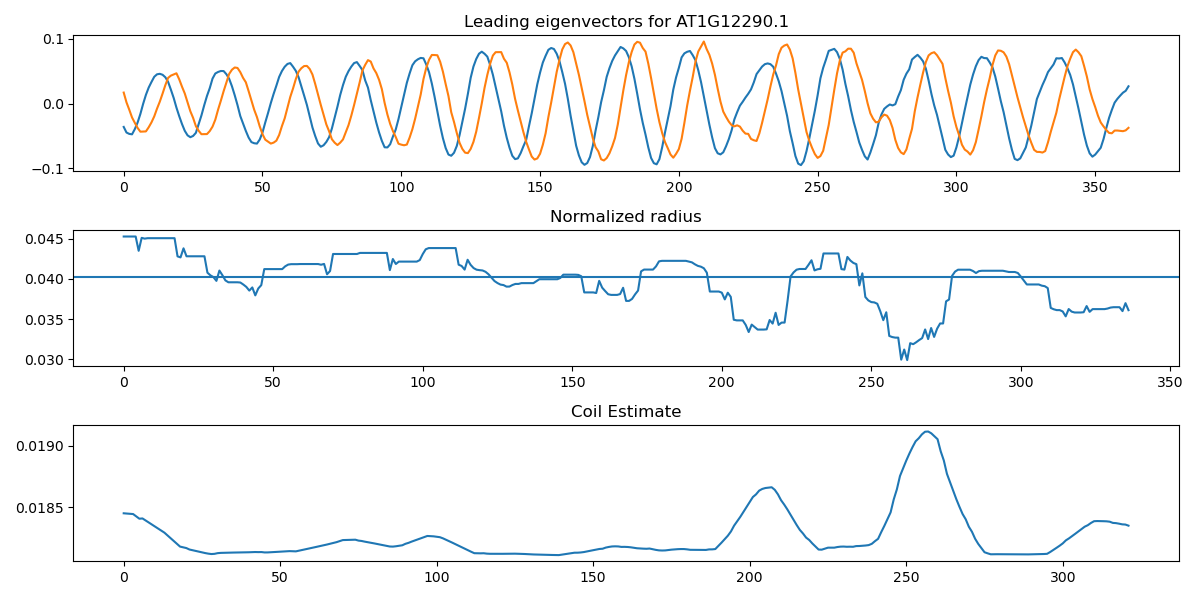 Leading eigenvectors for AT1G12290.1
0.1
0.0
−0.1
0 50 100 150 200 250 300 350
Normalized radius
0.045
0.040
0.035
0.030
0 50 100 150 200 250 300 350
Coil Estimate
0.0190
0.0185
0 50 100 150 200 250 300